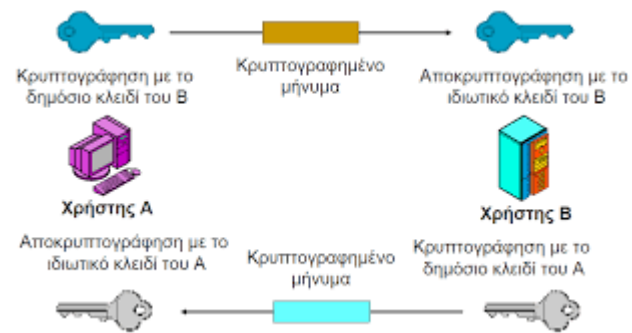 Κρυπτογράφηση με το
δημόσιο κλειδί του Β
Κρυπτογραφημένο
μήνυμα
Αποκρυπτογράφηση με το
ιδιωτικό κλειδί του Β
Χρήστης Α
Χρήστης Β
Αποκρυπτογράφηση με το
ιδιωτικό κλειδί του Α
Κρυπτογραφημένο
μήνυμα
Κρυπτογράφηση με το
δημόσιο κλειδί του Α